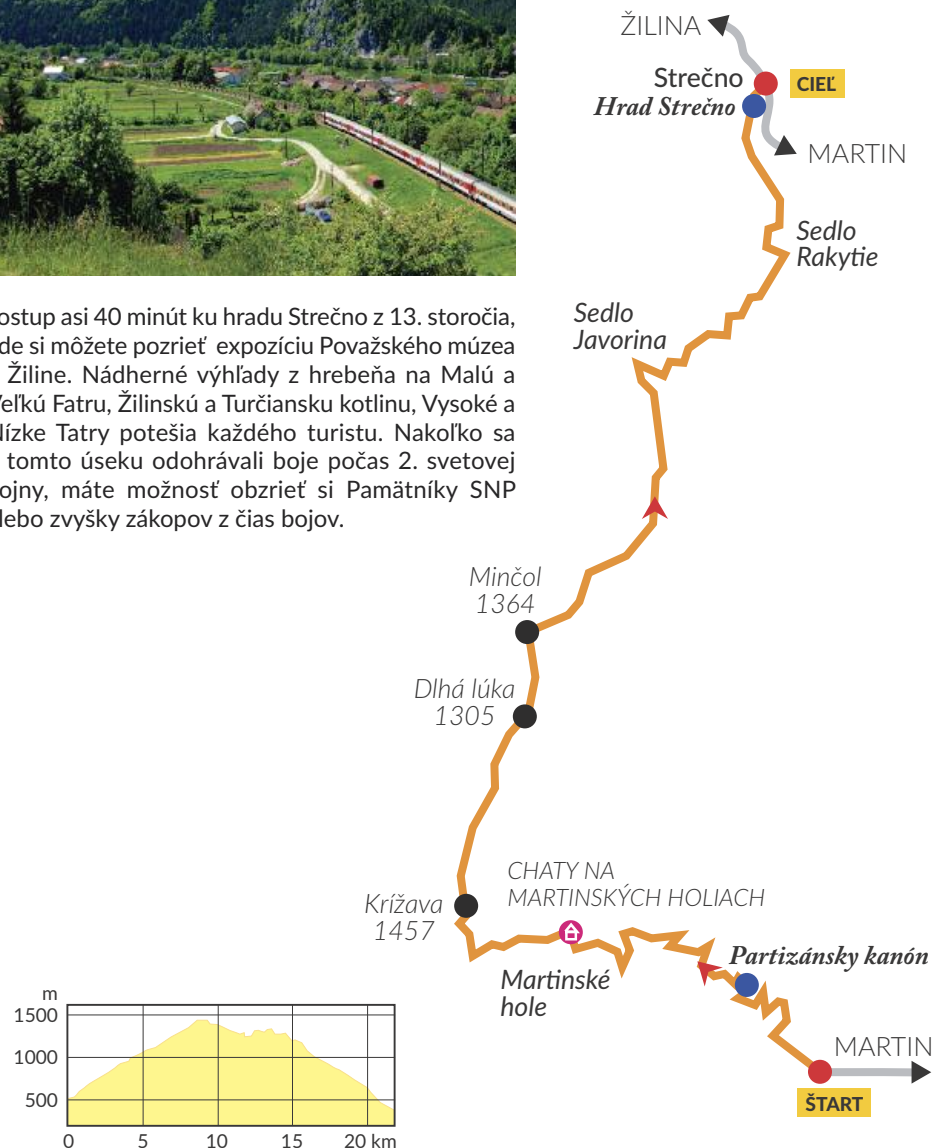 ŽILINA
Strečno
CIEĽ
Hrad Strečno
MARTIN
Sedlo
Rakytie
Sedlo
Javorina
ostup asi 40 minút ku hradu Strečno z 13. storočia,
de si môžete pozrieť expozíciu Považského múzea
Žiline. Nádherné výhľady z hrebeňa na Malú a
eľkú Fatru, Žilinskú a Turčiansku kotlinu, Vysoké a
lízke Tatry potešia každého turistu. Nakoľko sa
tomto úseku odohrávali boje počas 2. svetovej
ojny, máte možnosť obzrieť si Pamätníky SNP
lebo zvyšky zákopov z čias bojov.
Minčol
1364
Dlhá lúka
1305
CHATY NA
MARTINSKÝCH HOLIACH
Krížava
1457
Partizánsky kanón
Martinské
hole
MARTIN
ŠTART
m
1500
1000
500
0 5 10 15 20 km